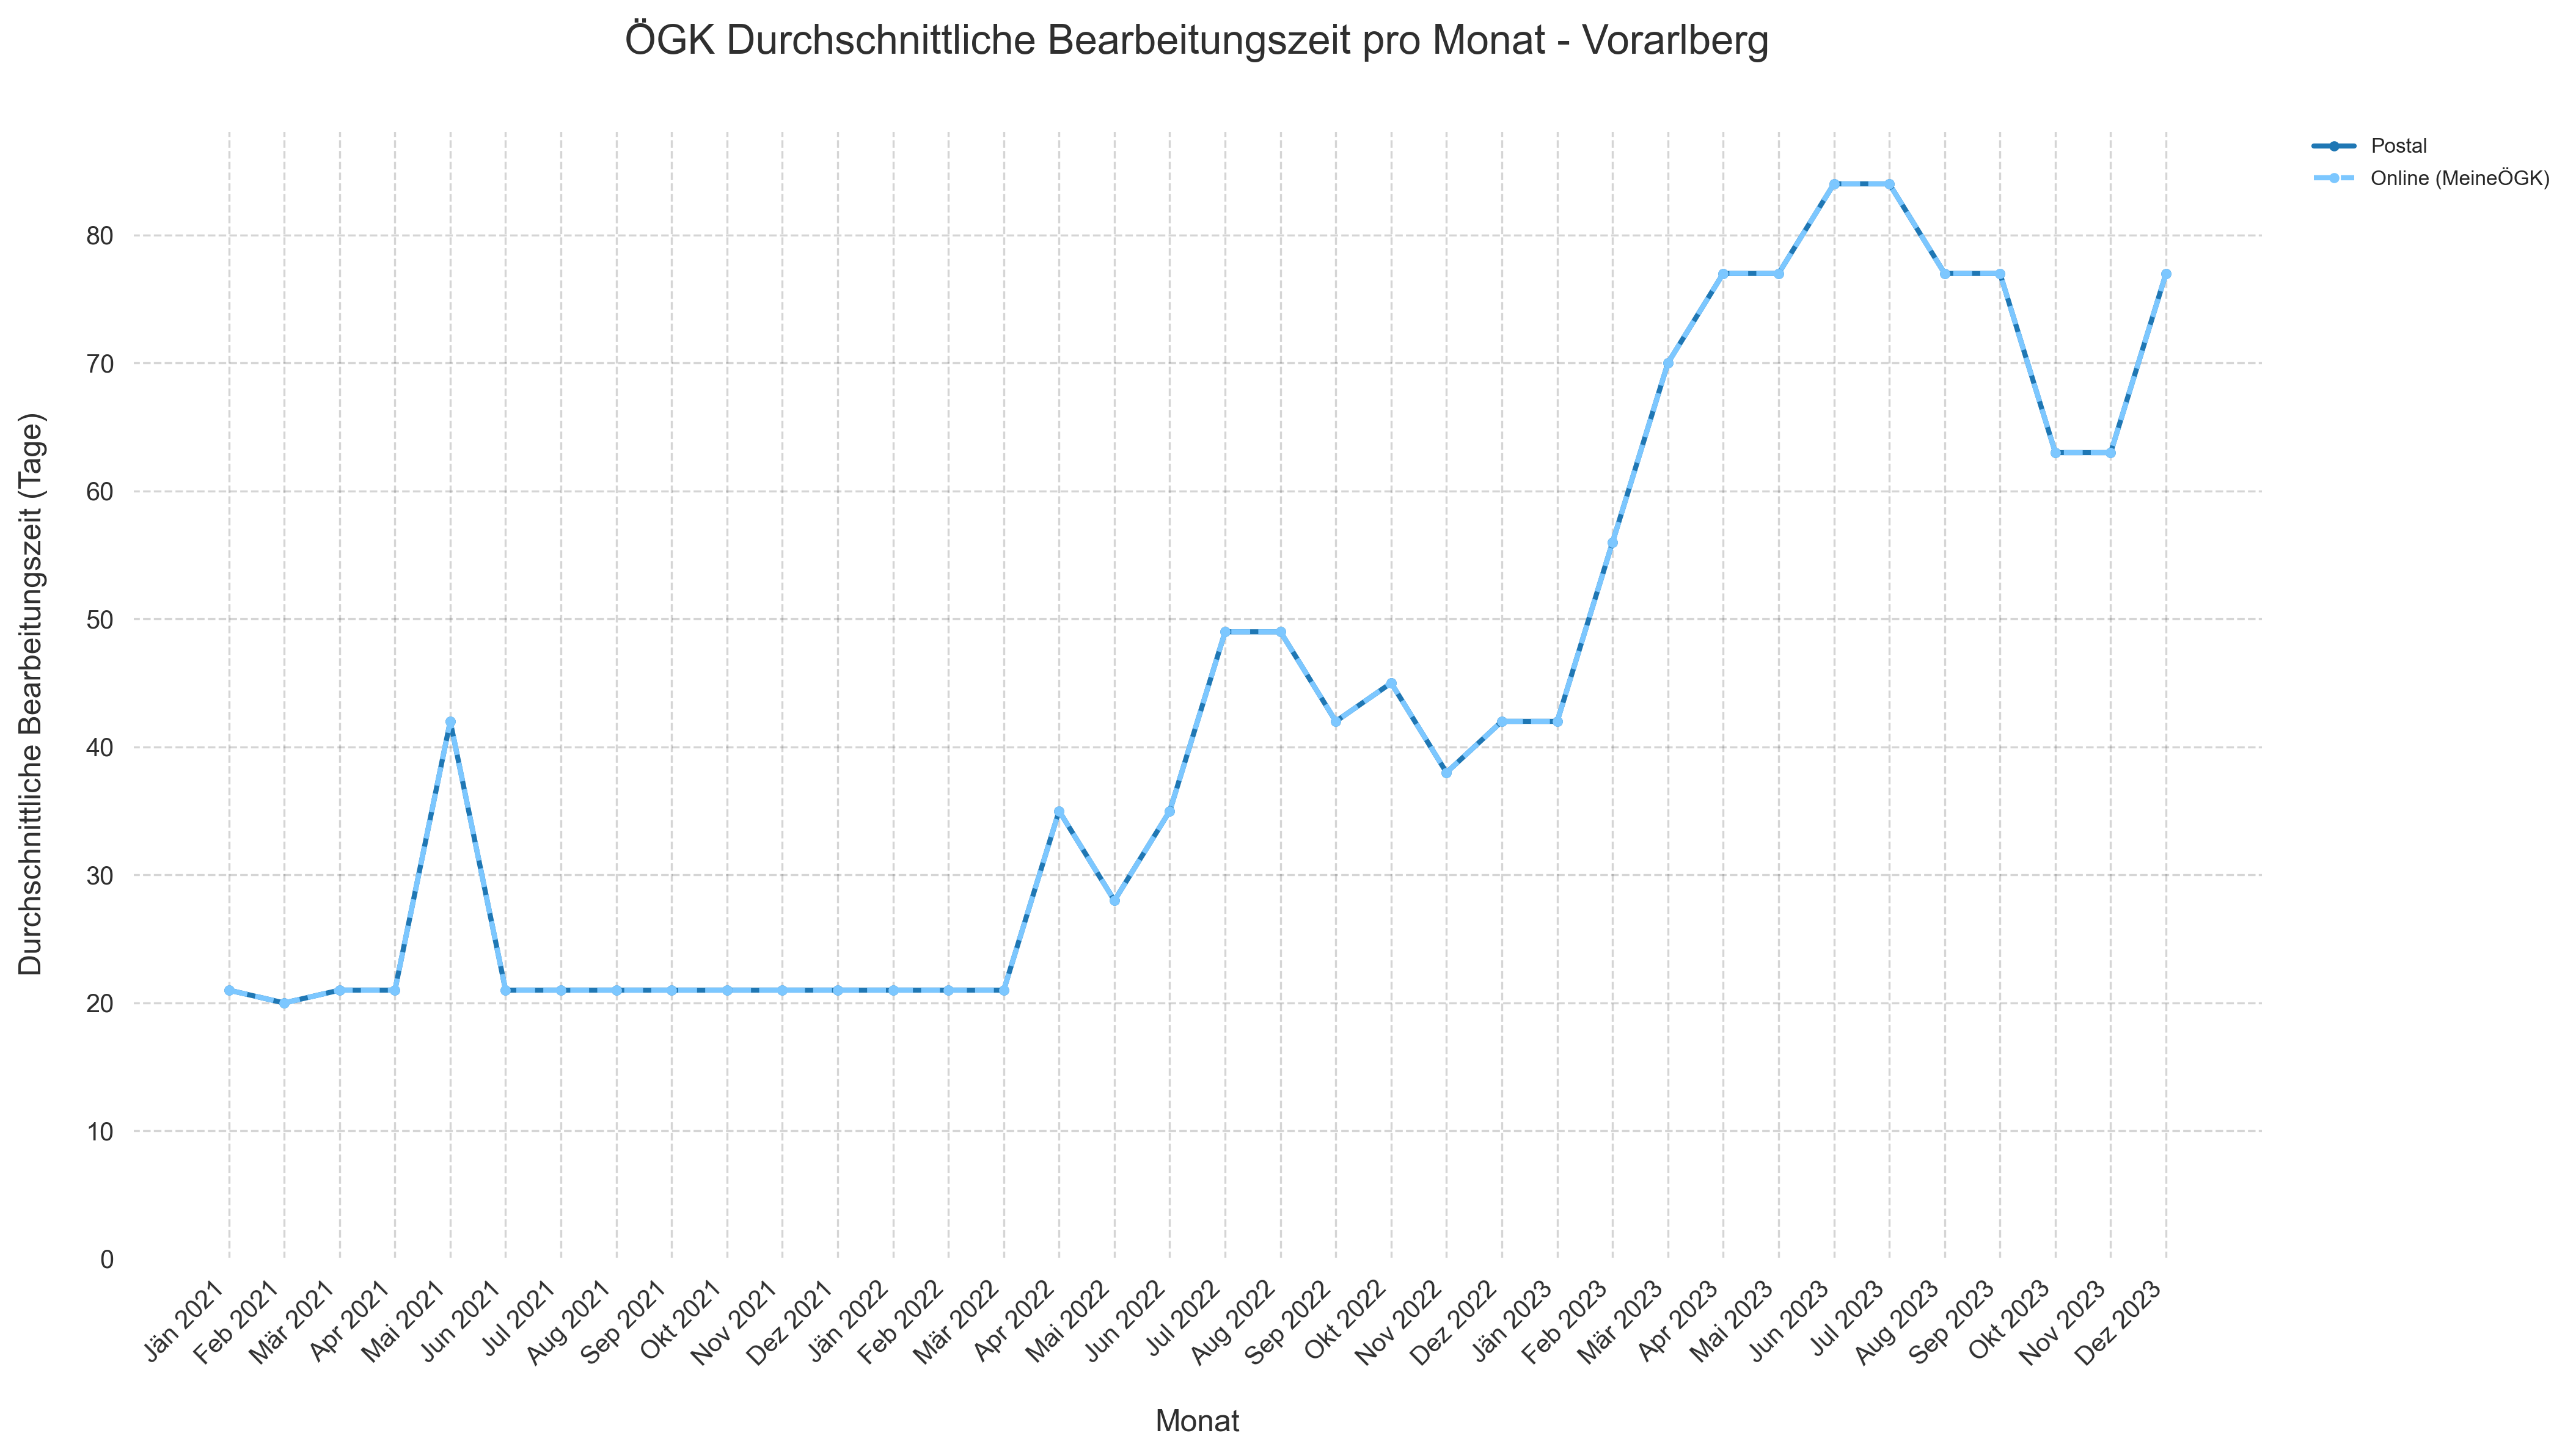 ÖGK Durchschnittliche Bearbeitungszeit pro Monat - Vorarlberg
Postal
Online (MeineÖGK)
Durchschnittliche Bearbeitungszeit (Tage)
80
70
60
50
40
30
20
10
0
Jän 2021
Feb 2021
Mär 2021
Apr 2021
Mai 2021
Jun 2021
Jul 2021
Aug 2021
Sep 2021
Okt 2021
Nov 2021
Dez 2021
Jän 2022
Feb 2022
Mär 2022
Apr 2022
Mai 2022
Jun 2022
Jul 2022
Aug 2022
Sep 2022
Okt 2022
Nov 2022
Dez 2022
Jän 2023
Feb 2023
Mär 2023
Apr 2023
Mai 2023
Jun 2023
Jul 2023
Aug 2023
Sep 2023
Okt 2023
Nov 2023
Dez 2023
Monat